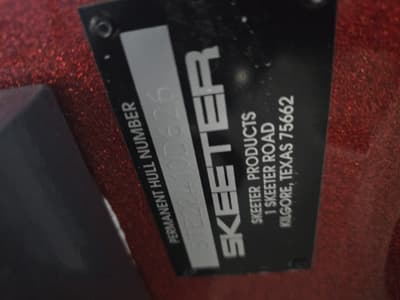 PERMANENT HULL NUMBER
SKEETER
SKEETER PRODUCTS
1 SKEETER ROAD
KILGORE, TEXAS 75662